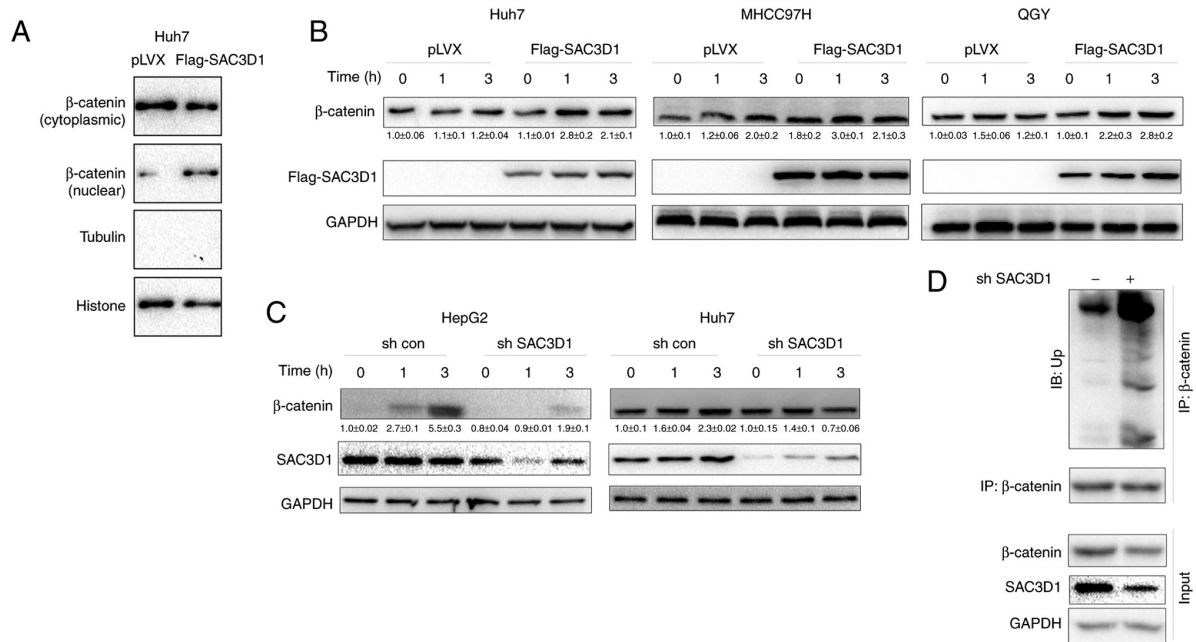 A
Huh7
pLVX Flag-SAC3D1
β-catenin
(cytoplasmic)
β-catenin
(nuclear)
Tubulin
Histone
B
Huh7 MHCC97H QGY
pLVX Flag-SAC3D1 pLVX Flag-SAC3D1 pLVX Flag-SAC3D1
Time (h) 0 1 3 0 1 3 0 1 3 0 1 3 0 1 3 0 1 3
β-catenin
1.0±0.06 1.1±0.1 1.2±0.04 1.1±0.01 2.8±0.2 2.1±0.1 1.0±0.1 1.2±0.06 2.0±0.2 1.8±0.2 3.0±0.1 2.1±0.3 1.0±0.03 1.5±0.06 1.2±0.1 1.0±0.1 2.2±0.3 2.8±0.2
Flag-SAC3D1
GAPDH
C
HepG2 Huh7
sh con sh SAC3D1 sh con sh SAC3D1
Time (h) 0 1 3 0 1 3 0 1 3 0 1 3
β-catenin
1.0±0.02 2.7±0.1 5.5±0.3 0.8±0.04 0.9±0.01 1.9±0.1 1.0±0.1 1.6±0.04 2.3±0.02 1.0±0.15 1.4±0.1 0.7±0.06
SAC3D1
GAPDH
D
sh SAC3D1 − +
IB: Up
IP: β-catenin
IP: β-catenin
β-catenin
SAC3D1
GAPDH
Input